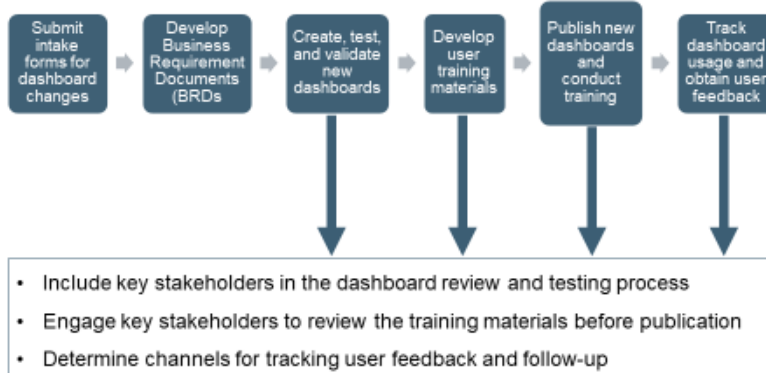 Submit
intake
forms for
dashboard
changes
Develop
Business
Requirement
Documents
(BRDs
Create, test,
and validate
new
dashboards
Develop
user
training
materials
Publish new
dashboards
and
conduct
training
Track
dashboard
usage and
obtain user
feedback
• Include key stakeholders in the dashboard review and testing process
• Engage key stakeholders to review the training materials before publication
• Determine channels for tracking user feedback and follow-up